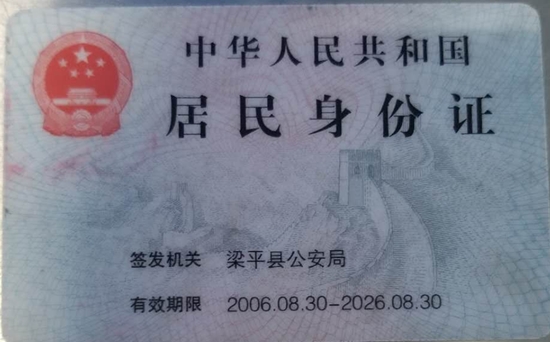 中华人民共和国
居民身份证
签发机关 梁平县公安局
有效期限 2006.08.30-2026.08.30